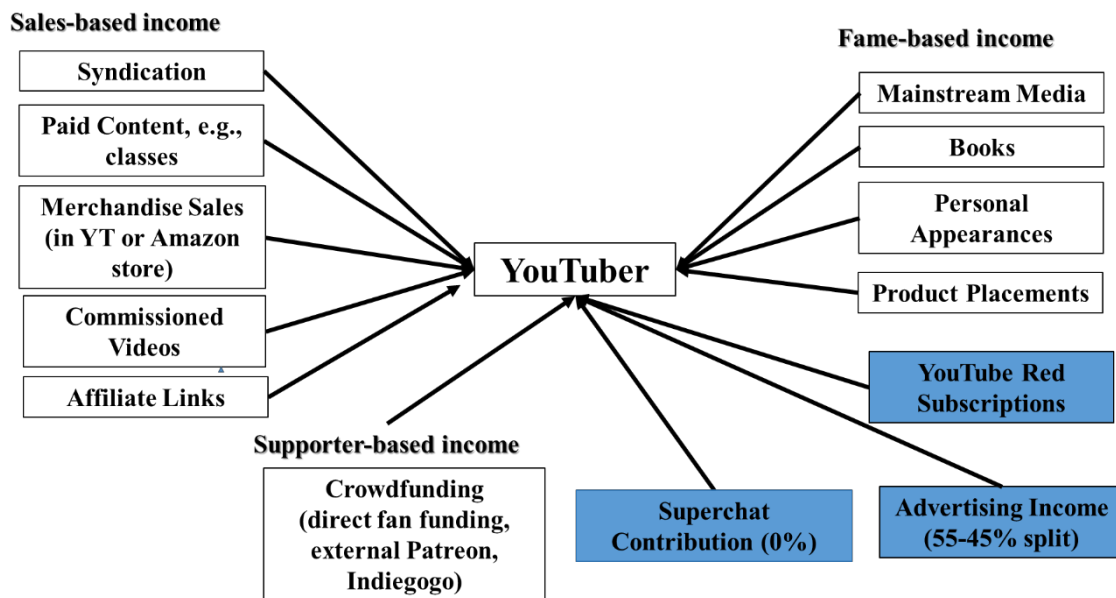 Sales-based income
Syndication
Paid Content, e.g.,
classes
Merchandise Sales
(in YT or Amazon
store)
Commissioned
Videos
Affiliate Links
YouTuber
Fame-based income
Mainstream Media
Books
Personal
Appearances
Product Placements
YouTube Red
Subscriptions
Supporter-based income
Crowdfunding
(direct fan funding,
external Patreon,
Indiegogo)
Superchat
Contribution (0%)
Advertising Income
(55-45% split)